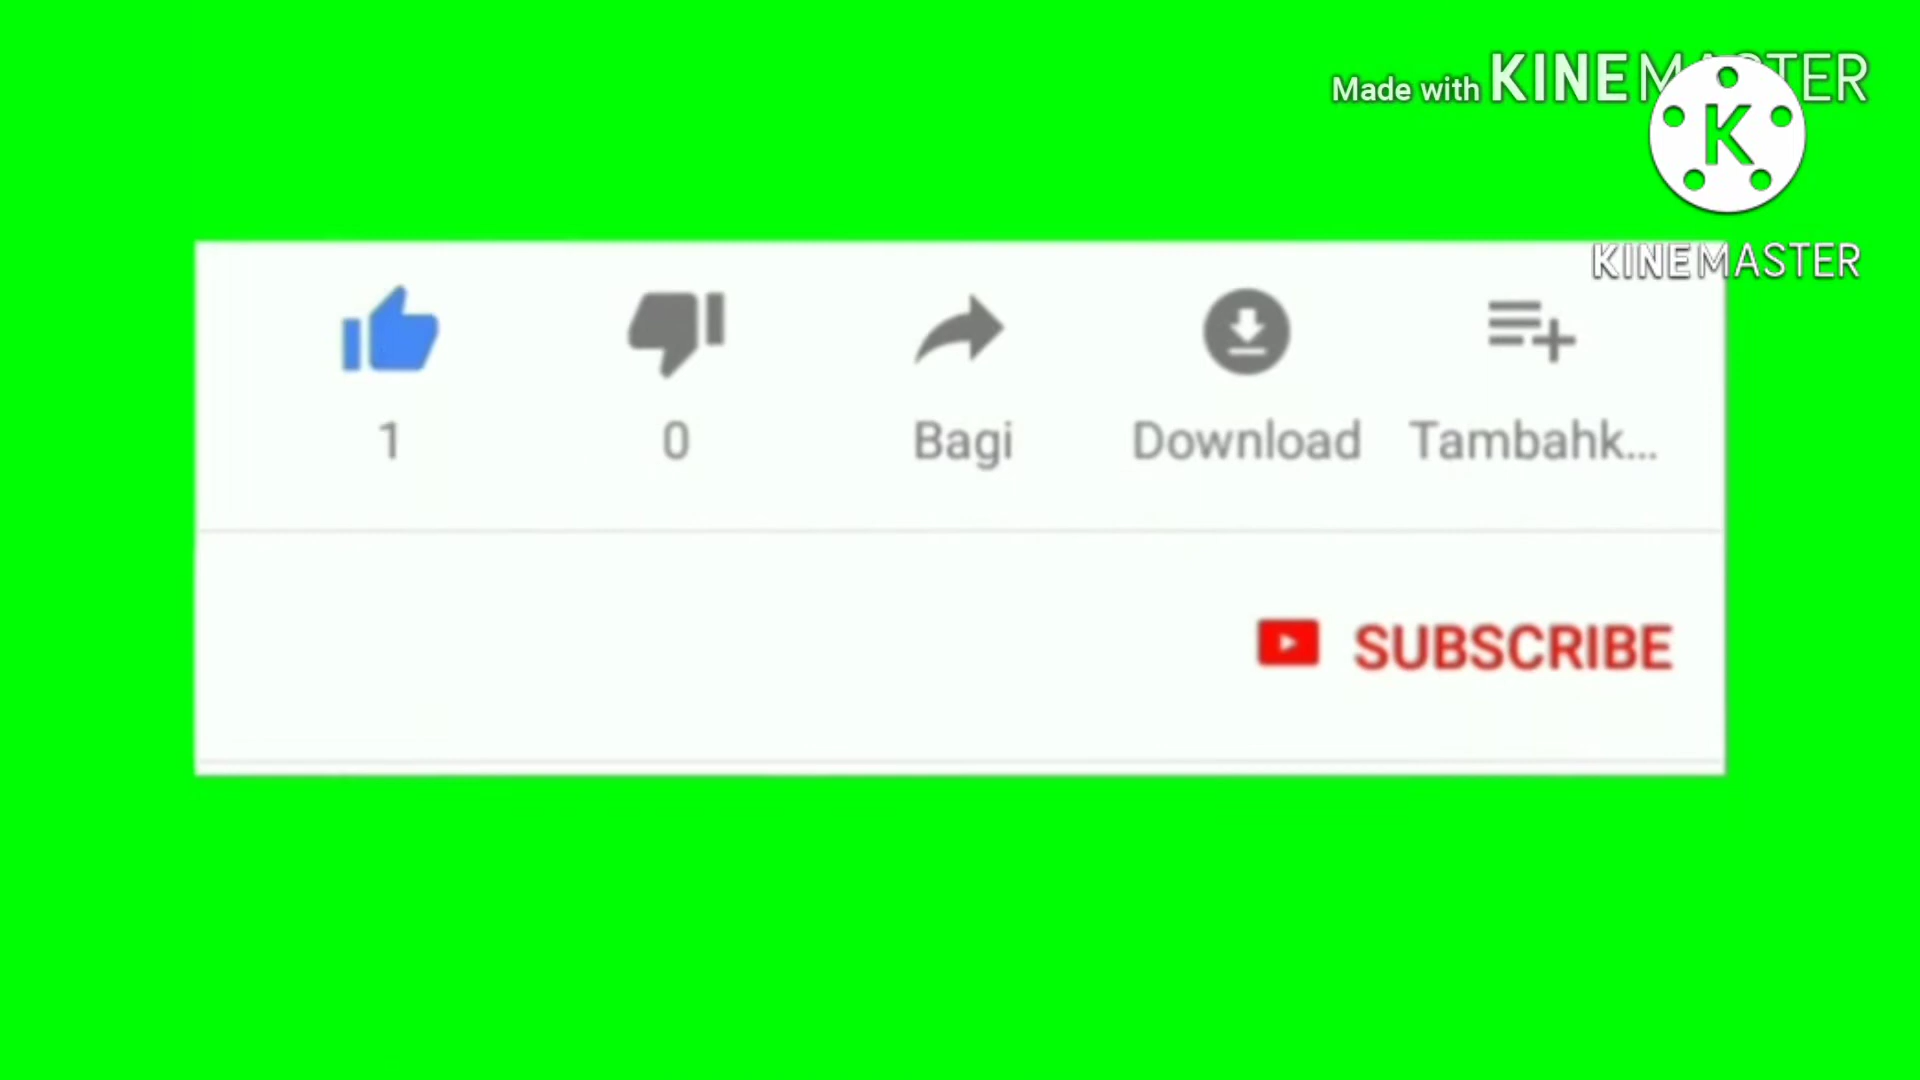 Made with KINEMASTER
K
KINEMASTER
1 0 Bagi Download Tambahk...
SUBSCRIBE